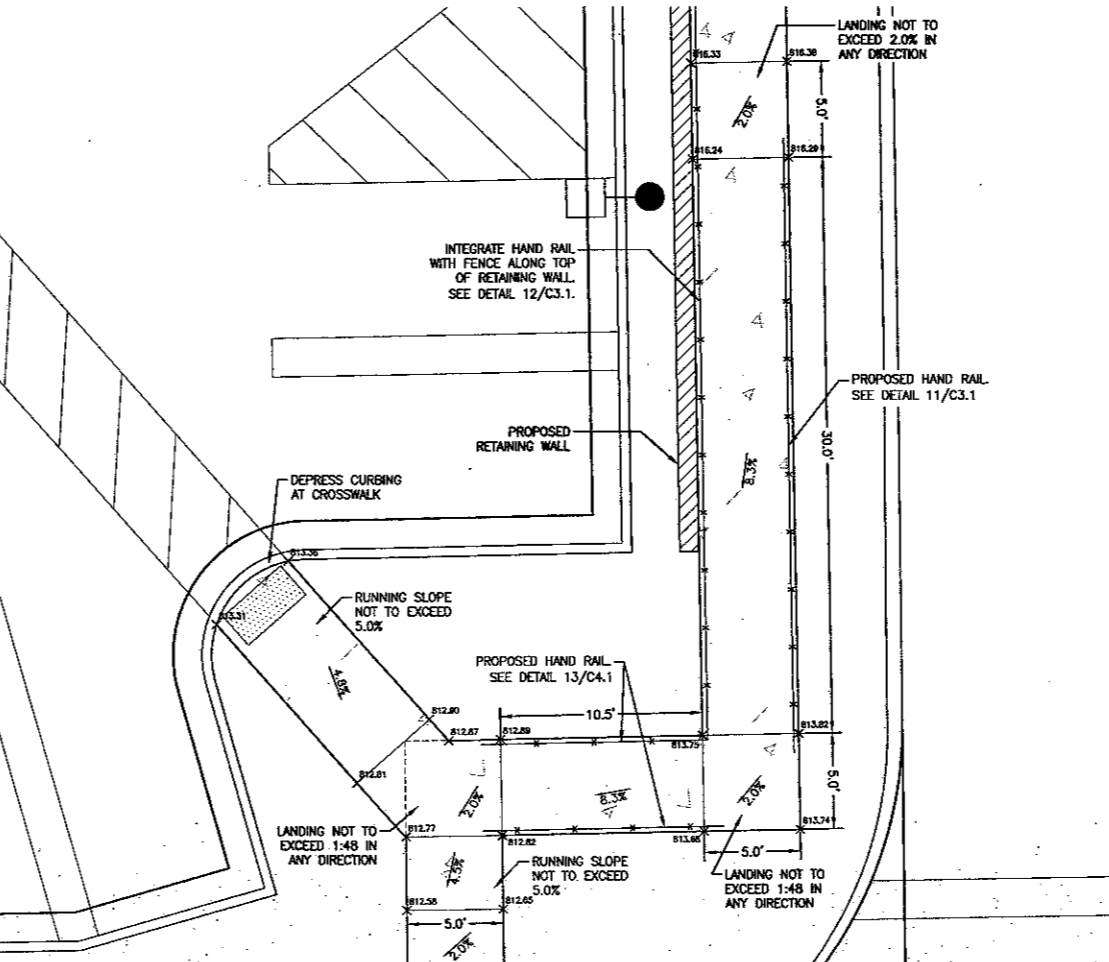 LANDING NOT TO
EXCEED 2.0% IN
ANY DIRECTION
816.33
816.38
5.0'
2.0%
816.24
816.29
INTEGRATE HAND RAIL
WITH FENCE ALONG TOP
OF RETAINING WALL.
SEE DETAIL 12/C3.1.
PROPOSED HAND RAIL.
SEE DETAIL 11/C3.1
PROPOSED
RETAINING WALL
30.0'
8.3%
DEPRESS CURBING
AT CROSSWALK
813.36
813.31
RUNNING SLOPE
NOT TO EXCEED
5.0%
4.8%
PROPOSED HAND RAIL
SEE DETAIL 13/C4.1
812.90
10.5'
812.87
812.89
813.75
813.82
812.81
2.0%
8.3%
2.0%
5.0'
LANDING NOT TO
EXCEED 1:48 IN
ANY DIRECTION
812.77
812.82
813.74
5.0'
4.5%
RUNNING SLOPE
NOT TO EXCEED
5.0%
LANDING NOT TO
EXCEED 1:48 IN
ANY DIRECTION
812.58
812.65
5.0'
2.0%